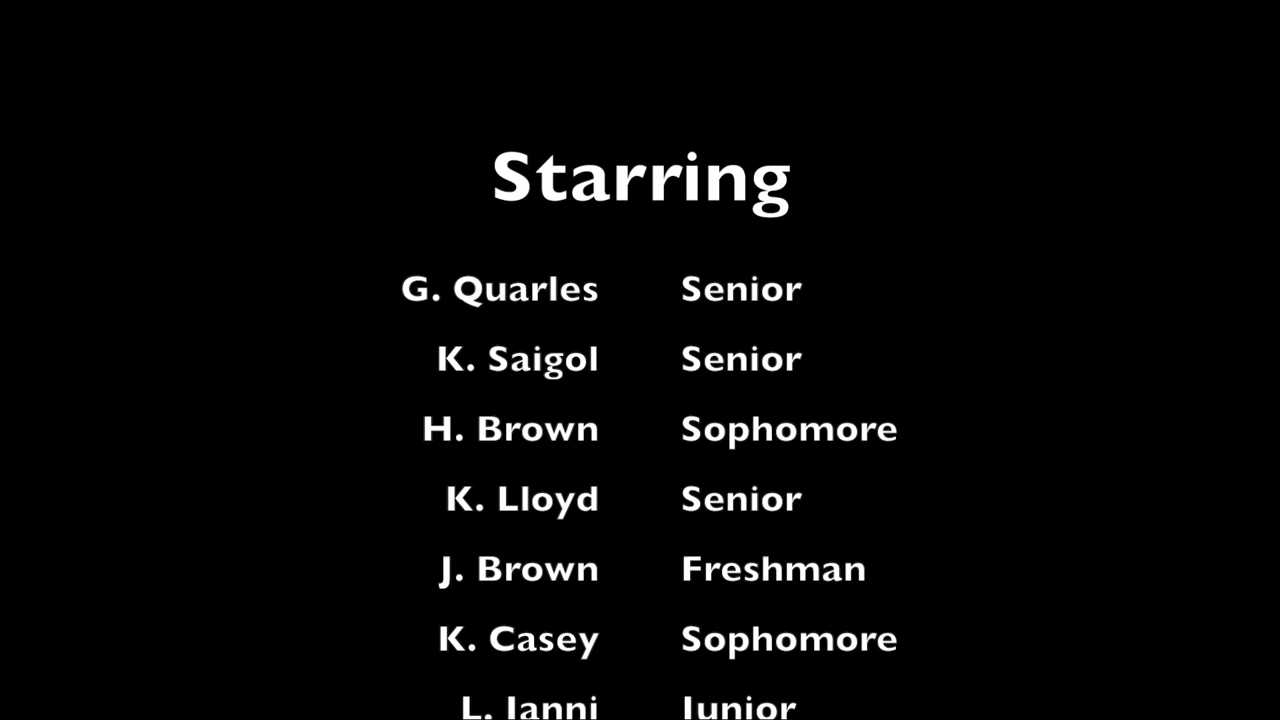 Starring
G. Quarles Senior
K. Saigol Senior
H. Brown Sophomore
K. Lloyd Senior
J. Brown Freshman
K. Casey Sophomore
L. Ianni Junior